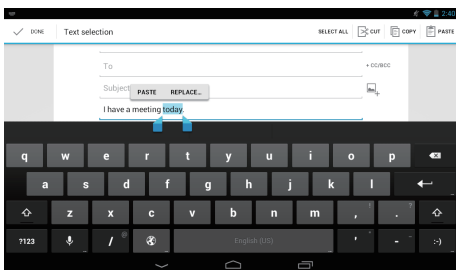 2:40
DONE Text selection SELECT ALL CUT COPY PASTE
To + CC/BCC
Subject
PASTE REPLACE...
I have a meeting today.
q w e r t y u i o p
a s d f g h j k l
z x c v b n m , ! . ?
?123 / @ English (US) ' " - _ :-)